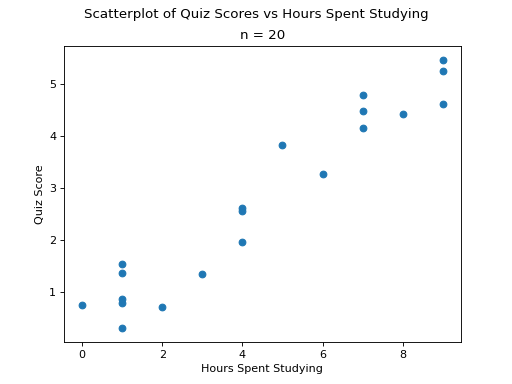 Scatterplot of Quiz Scores vs Hours Spent Studying
n = 20
5
4
3
2
1
Quiz Score
0 2 4 6 8
Hours Spent Studying